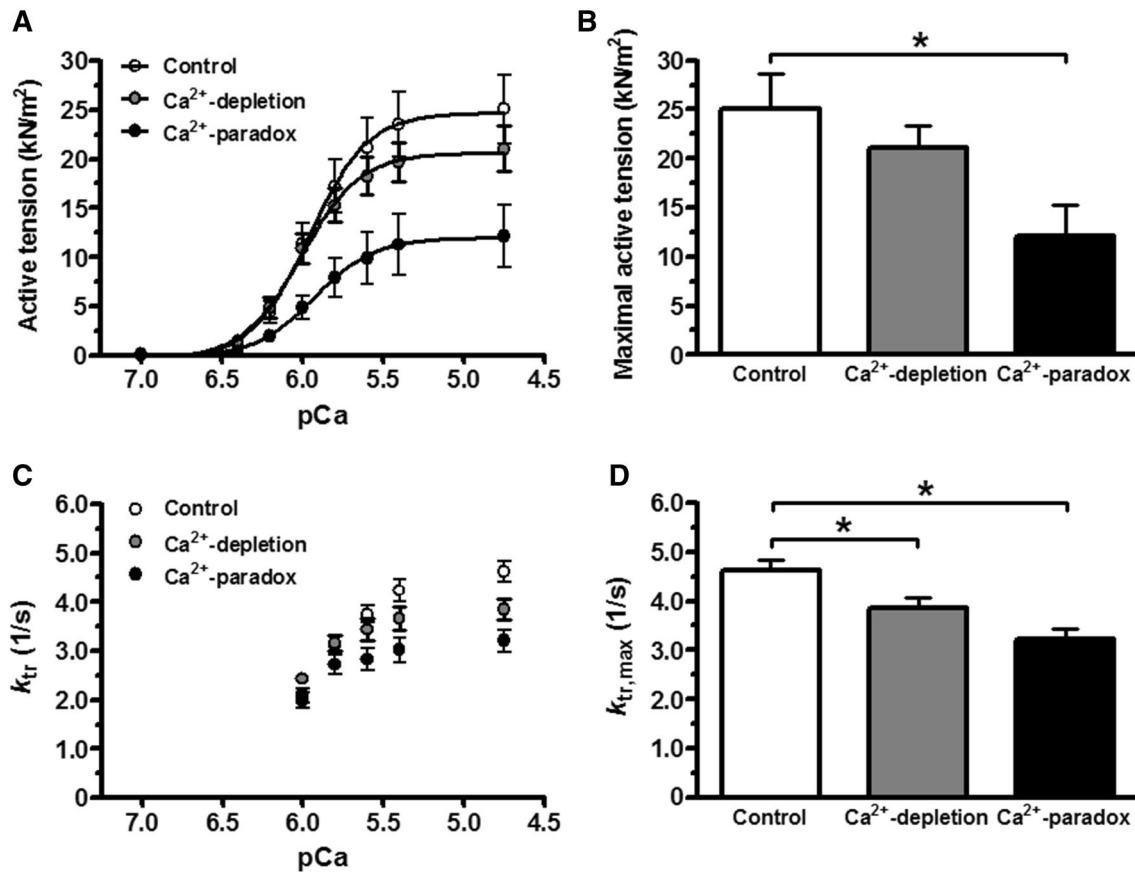 A
Active tension (kN/m²)
30
25
20
15
10
5
0
Control
Ca²⁺-depletion
Ca²⁺-paradox
7.0 6.5 6.0 5.5 5.0 4.5
pCa
B
Maximal active tension (kN/m²)
30
25
20
15
10
5
0
*
Control Ca²⁺-depletion Ca²⁺-paradox
C
ktr (1/s)
6.0
5.0
4.0
3.0
2.0
1.0
0
Control
Ca²⁺-depletion
Ca²⁺-paradox
7.0 6.5 6.0 5.5 5.0 4.5
pCa
D
ktr,max (1/s)
6.0
5.0
4.0
3.0
2.0
1.0
0
*
*
Control Ca²⁺-depletion Ca²⁺-paradox